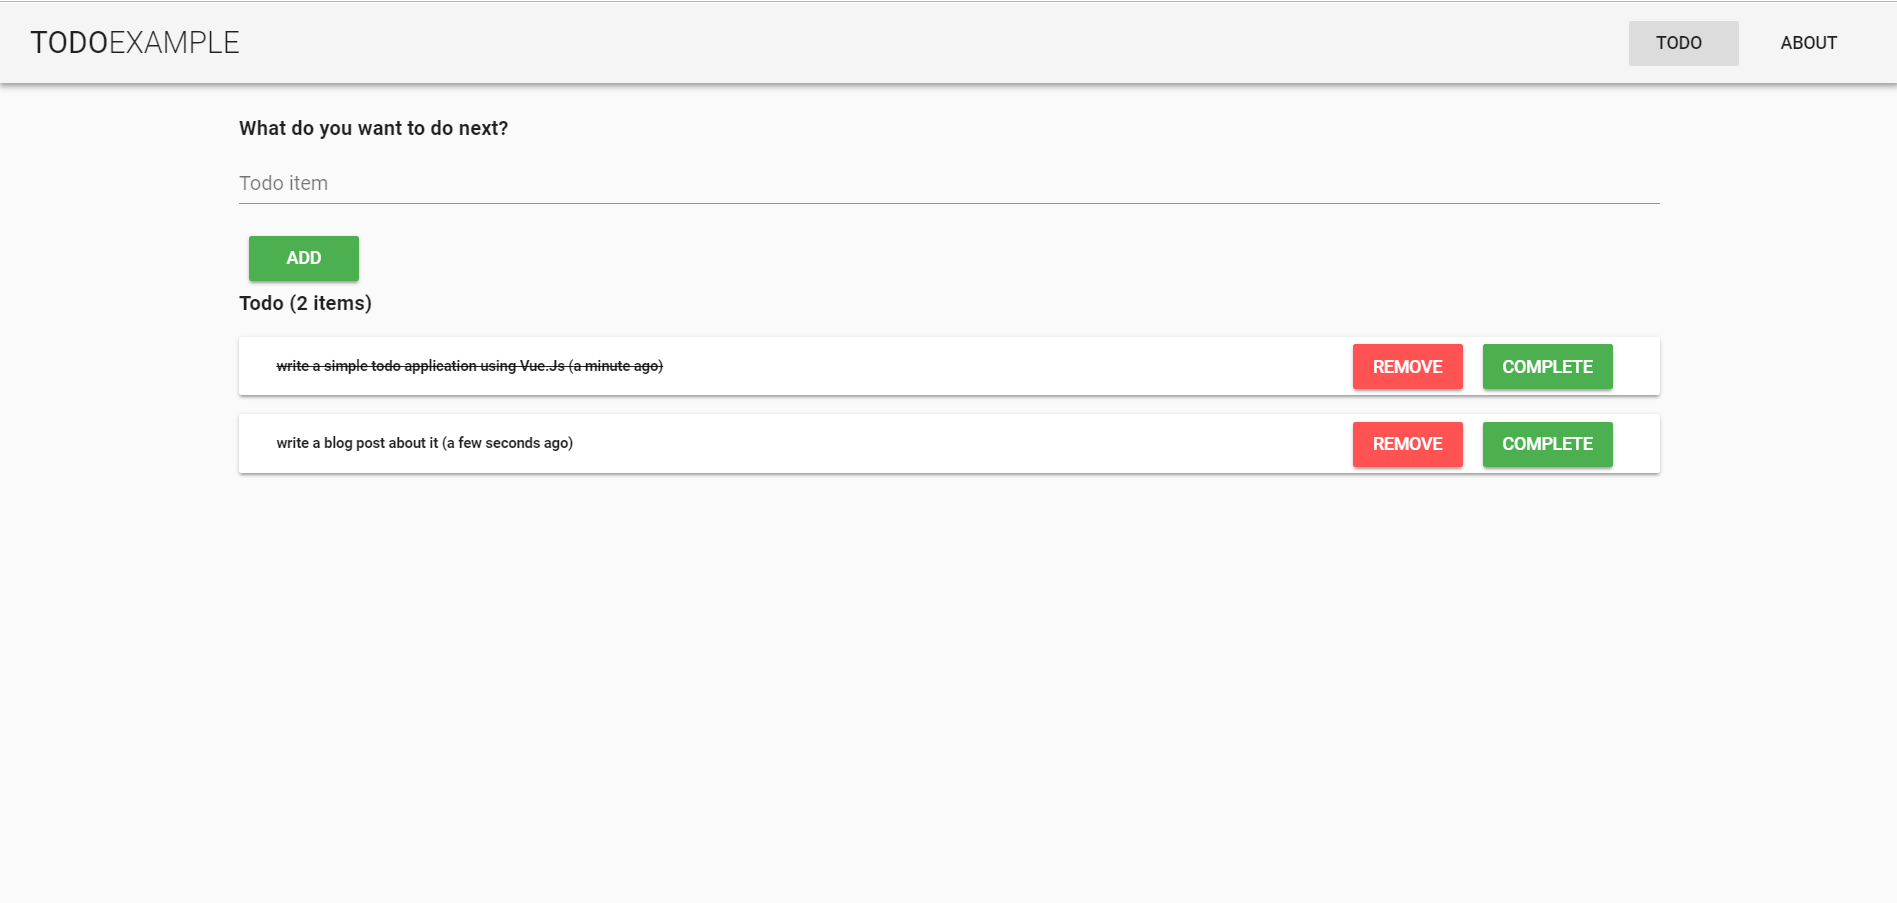 TODOEXAMPLE TODO ABOUT
What do you want to do next?
Todo item
ADD
Todo (2 items)
write a simple todo application using Vue.Js (a minute ago) REMOVE COMPLETE
write a blog post about it (a few seconds ago) REMOVE COMPLETE